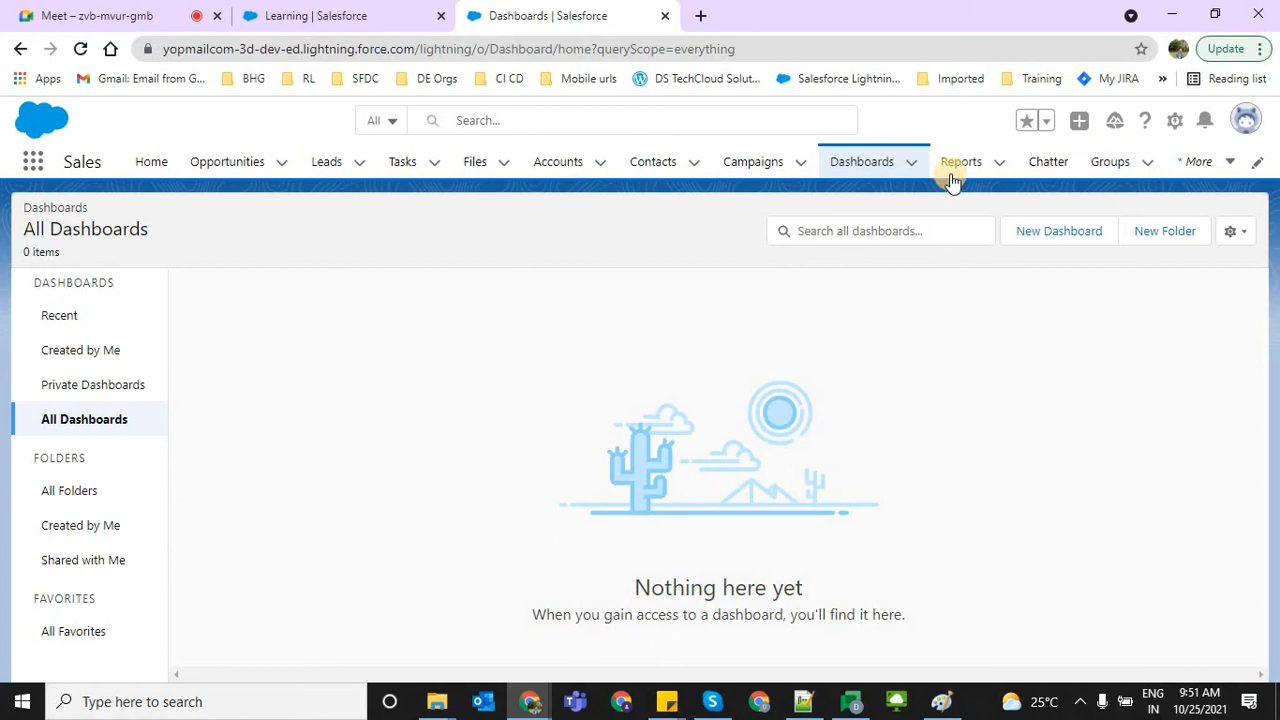 Meet – zvb-mvur-gmb
Learning | Salesforce
Dashboards | Salesforce
yopmailcom-3d-dev-ed.lightning.force.com/lightning/o/Dashboard/home?queryScope=everything
Update
Apps
Gmail: Email from G...
BHG
RL
SFDC
DE Orgs
CI CD
Mobile urls
DS TechCloud Solut...
Salesforce Lightnin...
Imported
Training
My JIRA
»
Reading list
All
Search...
Sales
Home
Opportunities
Leads
Tasks
Files
Accounts
Contacts
Campaigns
Dashboards
Reports
Chatter
Groups
* More
Dashboards
All Dashboards
0 items
Search all dashboards...
New Dashboard
New Folder
DASHBOARDS
Recent
Created by Me
Private Dashboards
All Dashboards
FOLDERS
All Folders
Created by Me
Shared with Me
FAVORITES
All Favorites
Nothing here yet
When you gain access to a dashboard, you'll find it here.
Type here to search
25°C
ENG
IN
9:51 AM
10/25/2021